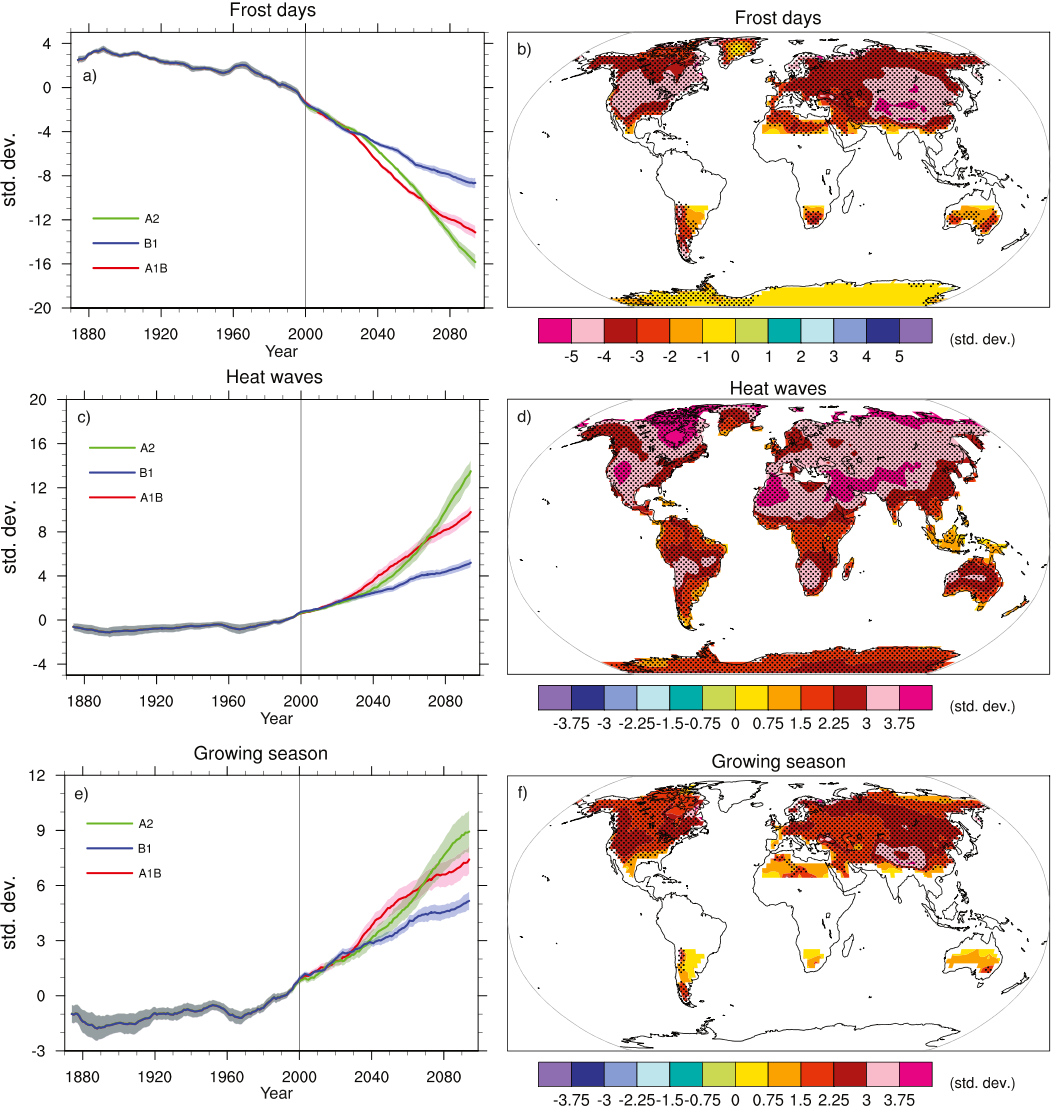 Frost days
Frost days
4
0
-4
-8
-12
-16
-20
std. dev.
a)
A2
B1
A1B
1880 1920 1960 2000 2040 2080
Year
b)
-5 -4 -3 -2 -1 0 1 2 3 4 5
(std. dev.)
Heat waves
Heat waves
20
16
12
8
4
0
-4
std. dev.
c)
A2
B1
A1B
1880 1920 1960 2000 2040 2080
Year
d)
-3.75 -3 -2.25 -1.5 -0.75 0 0.75 1.5 2.25 3 3.75
(std. dev.)
Growing season
Growing season
12
9
6
3
0
-3
std. dev.
e)
A2
B1
A1B
1880 1920 1960 2000 2040 2080
Year
f)
-3.75 -3 -2.25 -1.5 -0.75 0 0.75 1.5 2.25 3 3.75
(std. dev.)